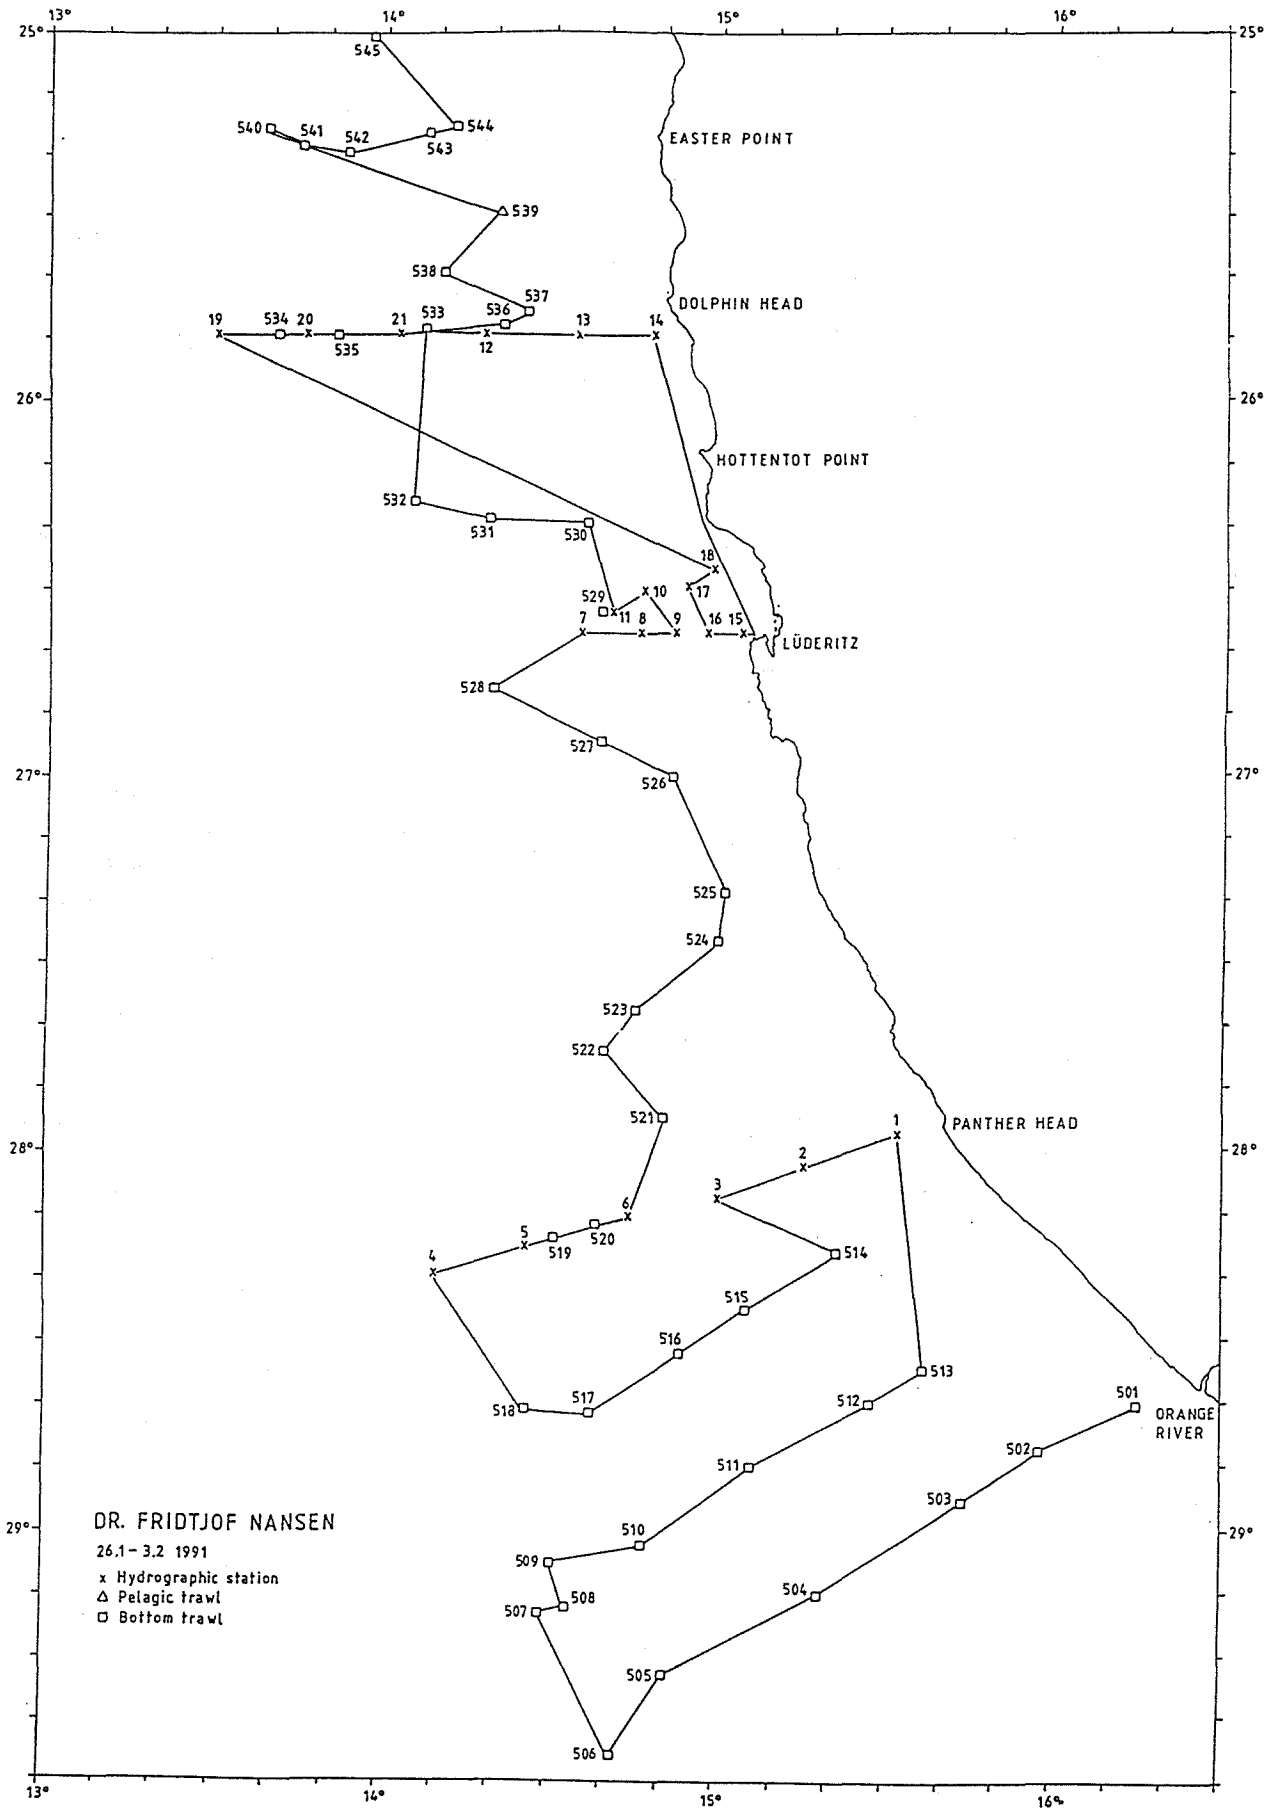 13° 14° 15° 16°
25° 25°
545
540 541 542 544
543
EASTER POINT
539
538
537
DOLPHIN HEAD
19 534 20 21 533 536 13 14
535 12
26° 26°
HOTTENTOT POINT
532
531 530
18
10 17
529
7 11 8 9 16 15
LÜDERITZ
528
527
27° 27°
526
525
524
523
522
521
1
PANTHER HEAD
28° 28°
2
3
6
5 520
4 519
514
515
516
513
517
518 512
501
ORANGE
RIVER
502
511
503
DR. FRIDTJOF NANSEN
29° 29°
510
26.1 - 3.2 1991
509
x Hydrographic station
△ Pelagic trawl
504
508
507
□ Bottom trawl
505
506
13° 14° 15° 16°